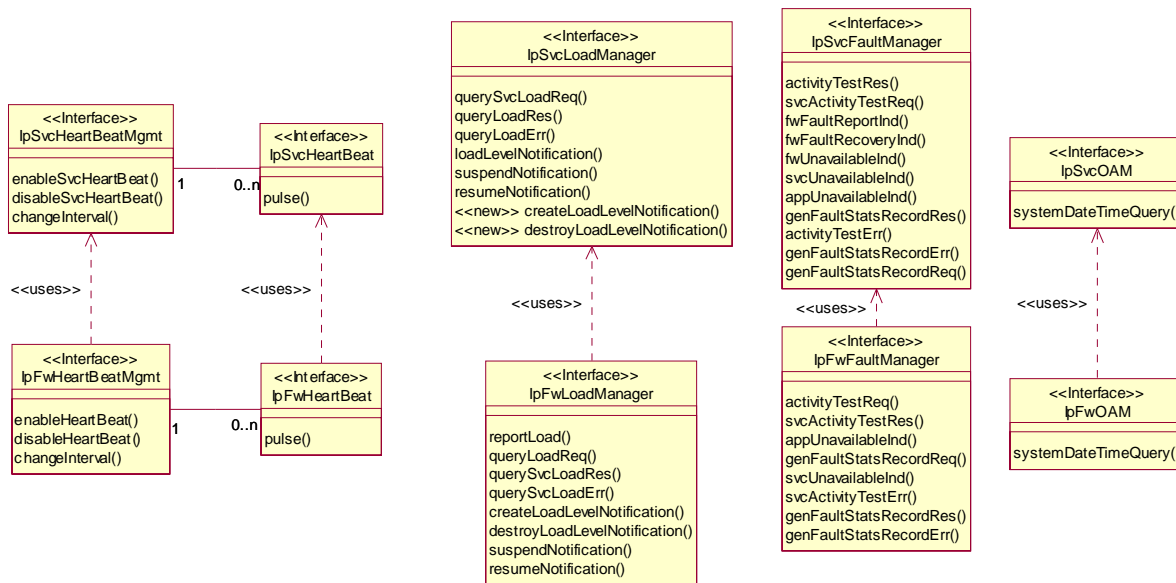 <<Interface>>
IpSvcHeartBeatMgmt
enableSvcHeartBeat()
disableSvcHeartBeat()
changeInterval()
1
0..n
<<Interface>>
IpSvcHeartBeat
pulse()
<<uses>>
<<uses>>
<<Interface>>
IpFwHeartBeatMgmt
enableHeartBeat()
disableHeartBeat()
changeInterval()
1
0..n
<<Interface>>
IpFwHeartBeat
pulse()
<<Interface>>
IpSvcLoadManager
querySvcLoadReq()
queryLoadRes()
queryLoadErr()
loadLevelNotification()
suspendNotification()
resumeNotification()
<<new>> createLoadLevelNotification()
<<new>> destroyLoadLevelNotification()
<<uses>>
<<Interface>>
IpFwLoadManager
reportLoad()
queryLoadReq()
querySvcLoadRes()
querySvcLoadErr()
createLoadLevelNotification()
destroyLoadLevelNotification()
suspendNotification()
resumeNotification()
<<Interface>>
IpSvcFaultManager
activityTestRes()
svcActivityTestReq()
fwFaultReportInd()
fwFaultRecoveryInd()
fwUnavailableInd()
svcUnavailableInd()
appUnavailableInd()
genFaultStatsRecordRes()
activityTestErr()
genFaultStatsRecordErr()
genFaultStatsRecordReq()
<<uses>>
<<Interface>>
IpFwFaultManager
activityTestReq()
svcActivityTestRes()
appUnavailableInd()
genFaultStatsRecordReq()
svcUnavailableInd()
svcActivityTestErr()
genFaultStatsRecordRes()
genFaultStatsRecordErr()
<<Interface>>
IpSvcOAM
systemDateTimeQuery(
<<uses>>
<<Interface>>
IpFwOAM
systemDateTimeQuery(